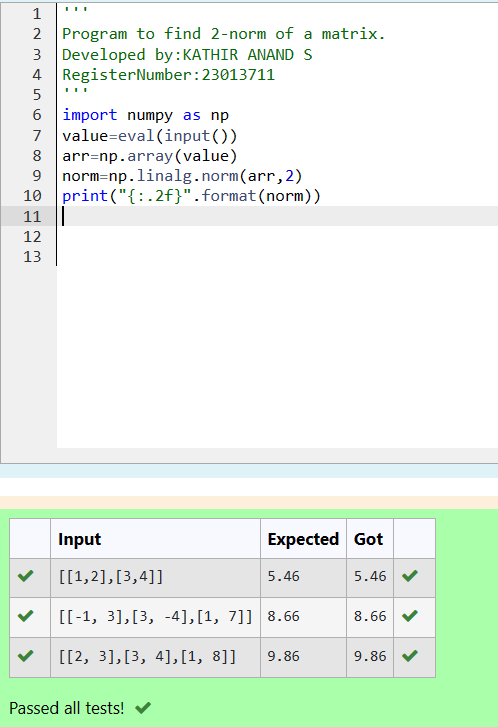 1 '''
2 Program to find 2-norm of a matrix.
3 Developed by:KATHIR ANAND S
4 RegisterNumber:23013711
5 '''
6 import numpy as np
7 value=eval(input())
8 arr=np.array(value)
9 norm=np.linalg.norm(arr,2)
10 print("{:.2f}".format(norm))
11
12
13
Input Expected Got
[[1,2],[3,4]] 5.46 5.46
[[-1, 3],[3, -4],[1, 7]] 8.66 8.66
[[2, 3],[3, 4],[1, 8]] 9.86 9.86
Passed all tests!